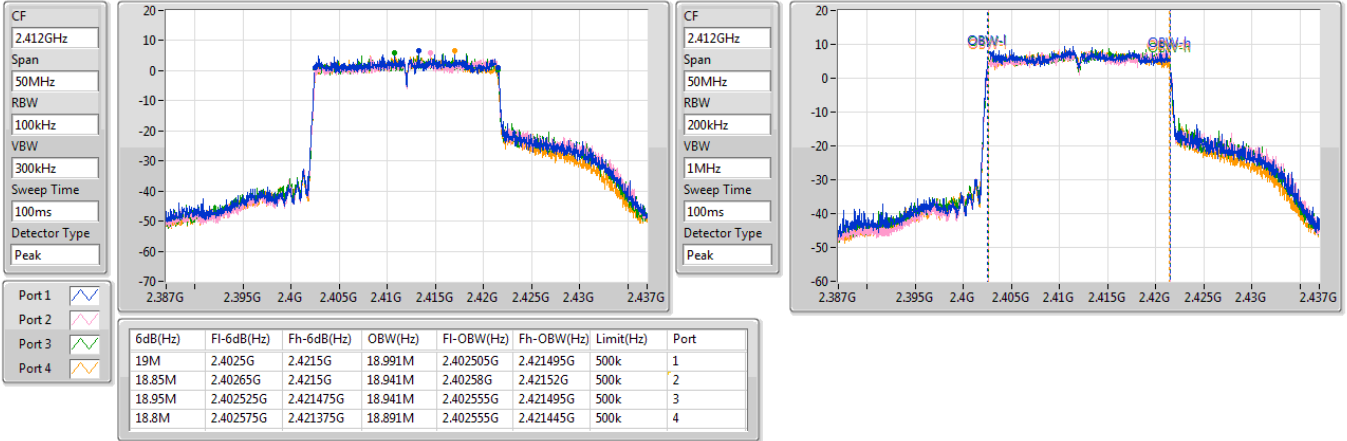 CF
2.412GHz
Span
50MHz
RBW
100kHz
VBW
300kHz
Sweep Time
100ms
Detector Type
Peak
20
10
0
-10
-20
-30
-40
-50
-60
-70
2.387G 2.395G 2.4G 2.405G 2.41G 2.415G 2.42G 2.425G 2.43G 2.437G
CF
2.412GHz
Span
50MHz
RBW
200kHz
VBW
1MHz
Sweep Time
100ms
Detector Type
Peak
20
10
0
-10
-20
-30
-40
-50
-60
OBW-l OBW-h
2.387G 2.395G 2.4G 2.405G 2.41G 2.415G 2.42G 2.425G 2.43G 2.437G
Port 1
Port 2
Port 3
Port 4
6dB(Hz) Fl-6dB(Hz) Fh-6dB(Hz) OBW(Hz) Fl-OBW(Hz) Fh-OBW(Hz) Limit(Hz) Port
19M 2.4025G 2.4215G 18.991M 2.402505G 2.421495G 500k 1
18.85M 2.40265G 2.4215G 18.941M 2.40258G 2.42152G 500k 2
18.95M 2.402525G 2.421475G 18.941M 2.402555G 2.421495G 500k 3
18.8M 2.402575G 2.421375G 18.891M 2.402555G 2.421445G 500k 4